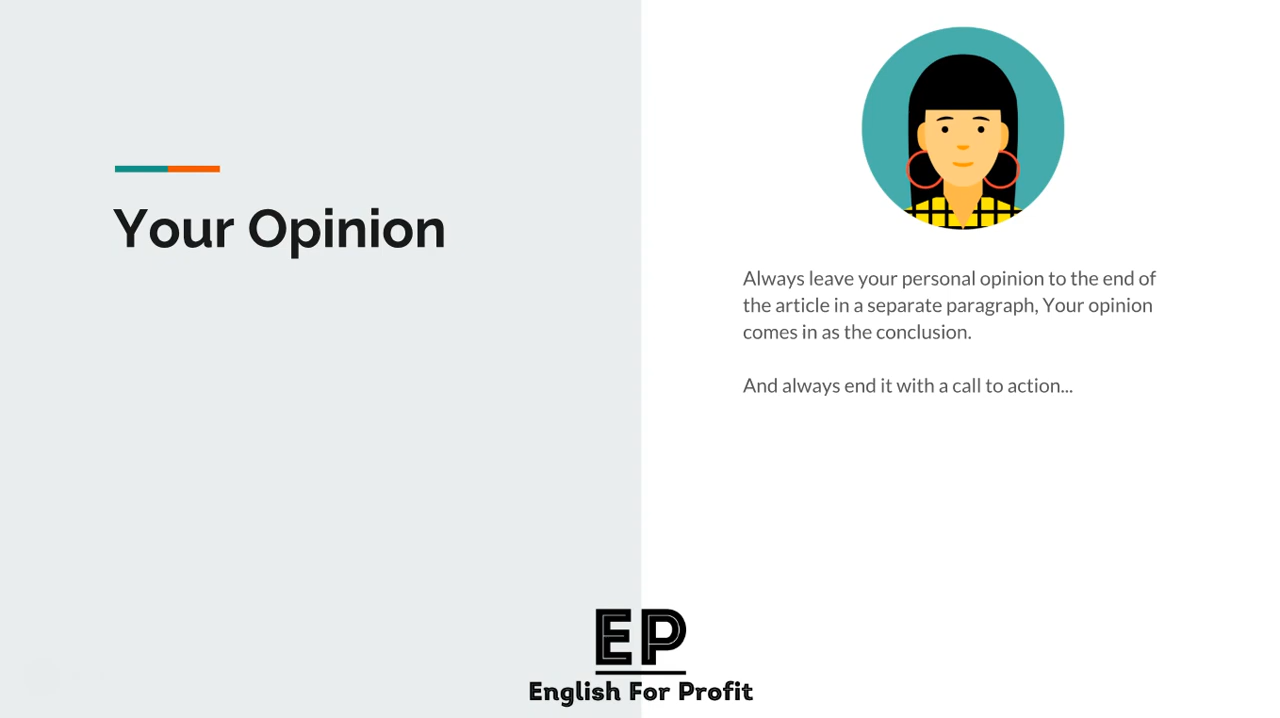 Your Opinion
Always leave your personal opinion to the end of
the article in a separate paragraph, Your opinion
comes in as the conclusion.
And always end it with a call to action...
EP
English For Profit